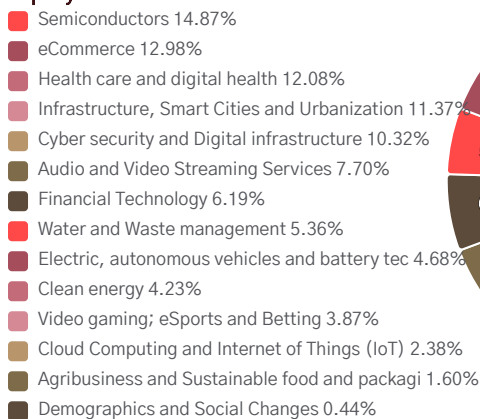 Semiconductors 14.87%
eCommerce 12.98%
Health care and digital health 12.08%
Infrastructure, Smart Cities and Urbanization 11.37%
Cyber security and Digital infrastructure 10.32%
Audio and Video Streaming Services 7.70%
Financial Technology 6.19%
Water and Waste management 5.36%
Electric, autonomous vehicles and battery tec 4.68%
Clean energy 4.23%
Video gaming; eSports and Betting 3.87%
Cloud Computing and Internet of Things (IoT) 2.38%
Agribusiness and Sustainable food and packagi 1.60%
Demographics and Social Changes 0.44%